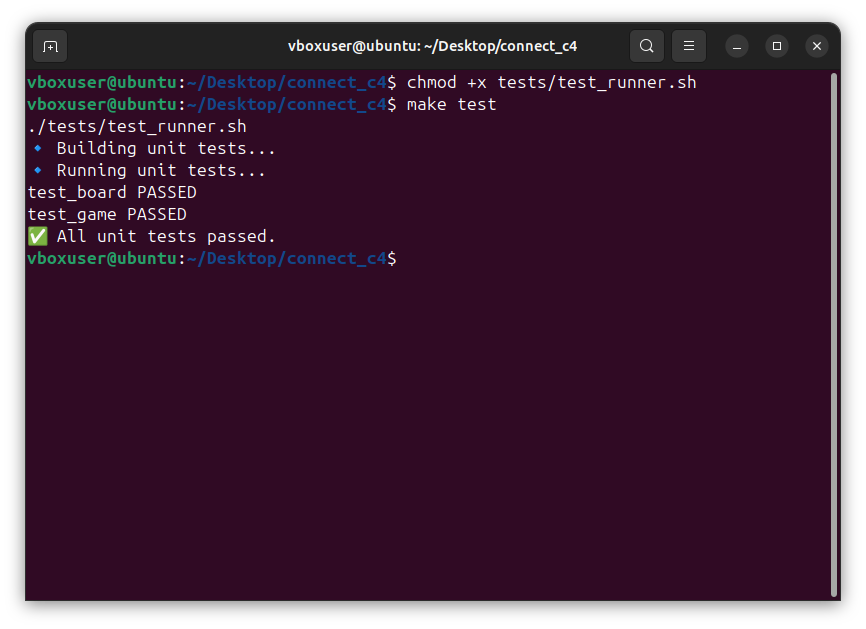 vboxuser@ubuntu: ~/Desktop/connect_c4
vboxuser@ubuntu:~/Desktop/connect_c4$ chmod +x tests/test_runner.sh
vboxuser@ubuntu:~/Desktop/connect_c4$ make test
./tests/test_runner.sh
🔹 Building unit tests...
🔹 Running unit tests...
test_board PASSED
test_game PASSED
✅ All unit tests passed.
vboxuser@ubuntu:~/Desktop/connect_c4$